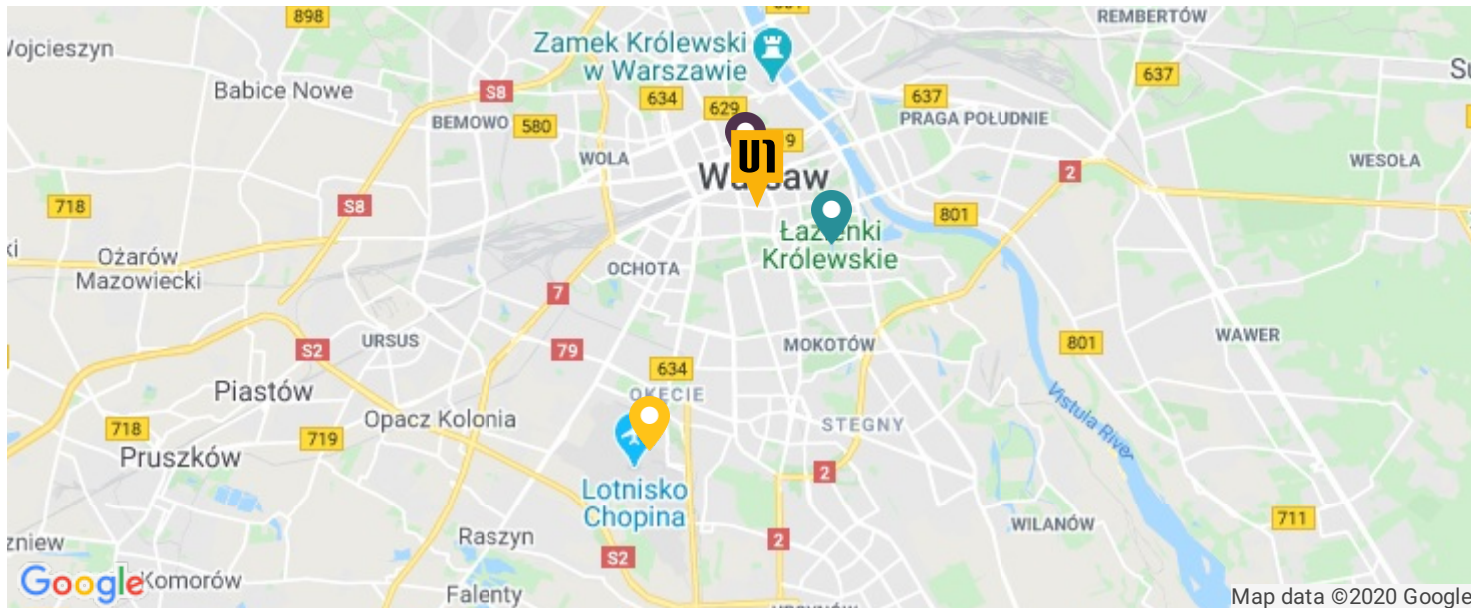 898
REMBERTÓW
Zamek Królewski
w Warszawie
637
Babice Nowe
S8
634
629
637
BEMOWO
580
PRAGA POŁUDNIE
9
WOLA
U1
WESOŁA
2
718
S8
801
Łazienki
Królewskie
Ożarów
Mazowiecki
OCHOTA
7
URSUS
S2
79
MOKOTÓW
801
WAWER
634
OKĘCIE
Piastów
Opacz Kolonia
718
719
STEGNY
Vistula River
Pruszków
2
Lotnisko
Chopina
WILANÓW
711
Raszyn
2
S2
Google
Komorów
Falenty
Map data ©2020 Google